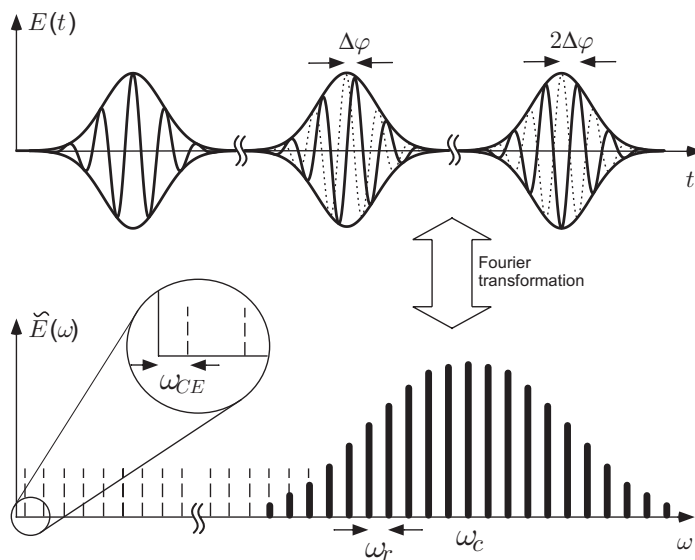 E(t)
Δφ
2Δφ
t
Fourier
transformation
Ẽ(ω)
ω_CE
ω_r
ω_c
ω